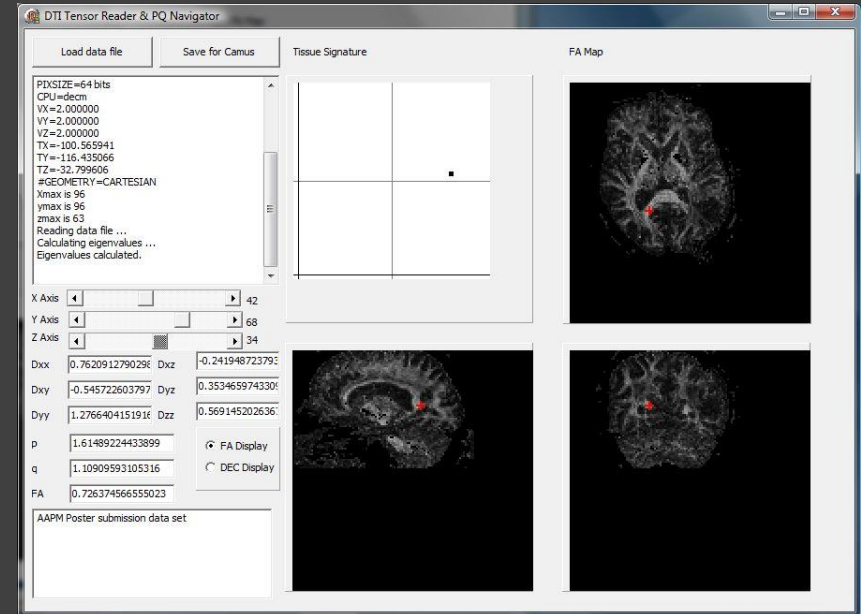 DTI Tensor Reader & PQ Navigator
Load data file
Save for Camus
Tissue Signature
FA Map
PIXSIZE=64 bits
CPU=decm
VX=2.000000
VY=2.000000
VZ=2.000000
TX=-100.565941
TY=-116.435066
TZ=-32.799606
#GEOMETRY=CARTESIAN
Xmax is 96
ymax is 96
zmax is 63
Reading data file ...
Calculating eigenvalues ...
Eigenvalues calculated.
X Axis 42
Y Axis 68
Z Axis 34
Dxx 0.7620912790298 Dxz -0.241948723793
Dxy -0.545722603797 Dyz 0.353465974330
Dyy 1.276640415191 Dzz 0.569145202636
p 1.61489224433899
q 1.10909593105316
FA 0.726374566555023
FA Display
DEC Display
AAPM Poster submission data set